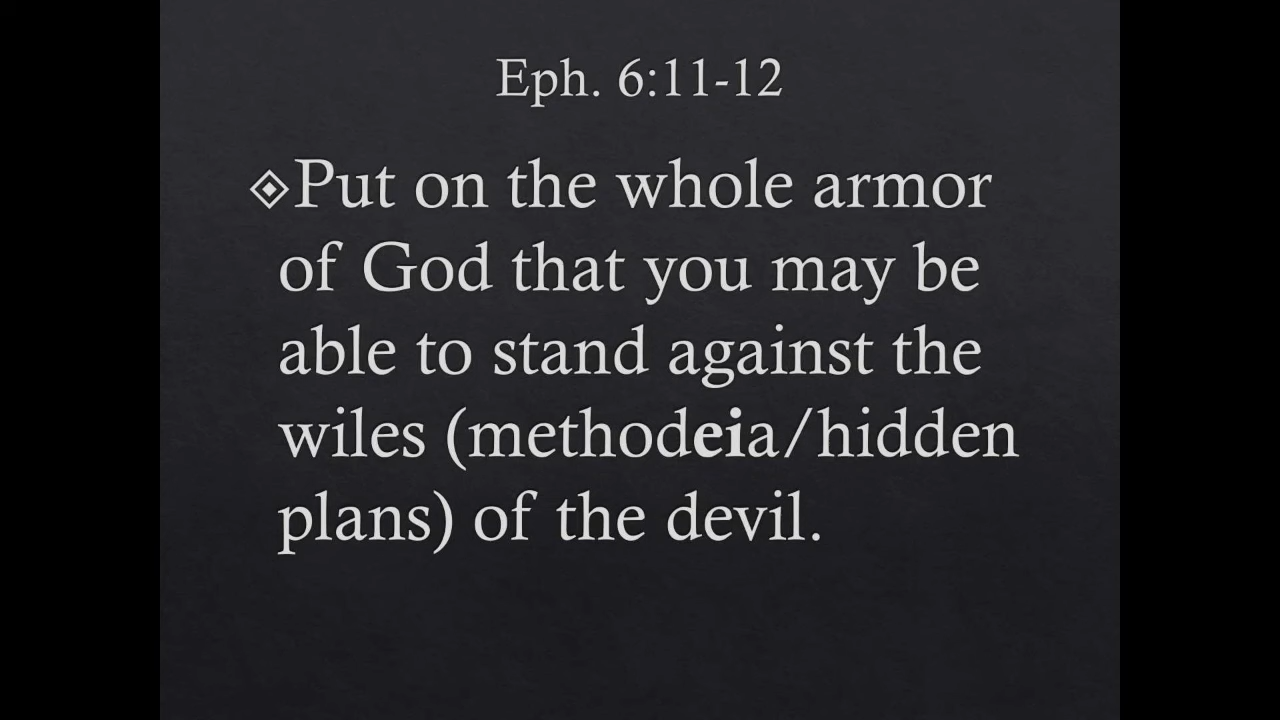 Eph. 6:11-12
Put on the whole armor
of God that you may be
able to stand against the
wiles (methodeia/hidden
plans) of the devil.